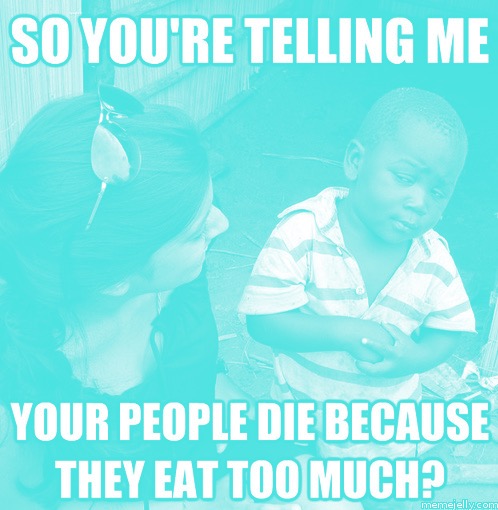 SO YOU'RE TELLING ME
YOUR PEOPLE DIE BECAUSE
THEY EAT TOO MUCH?
memejelly.com